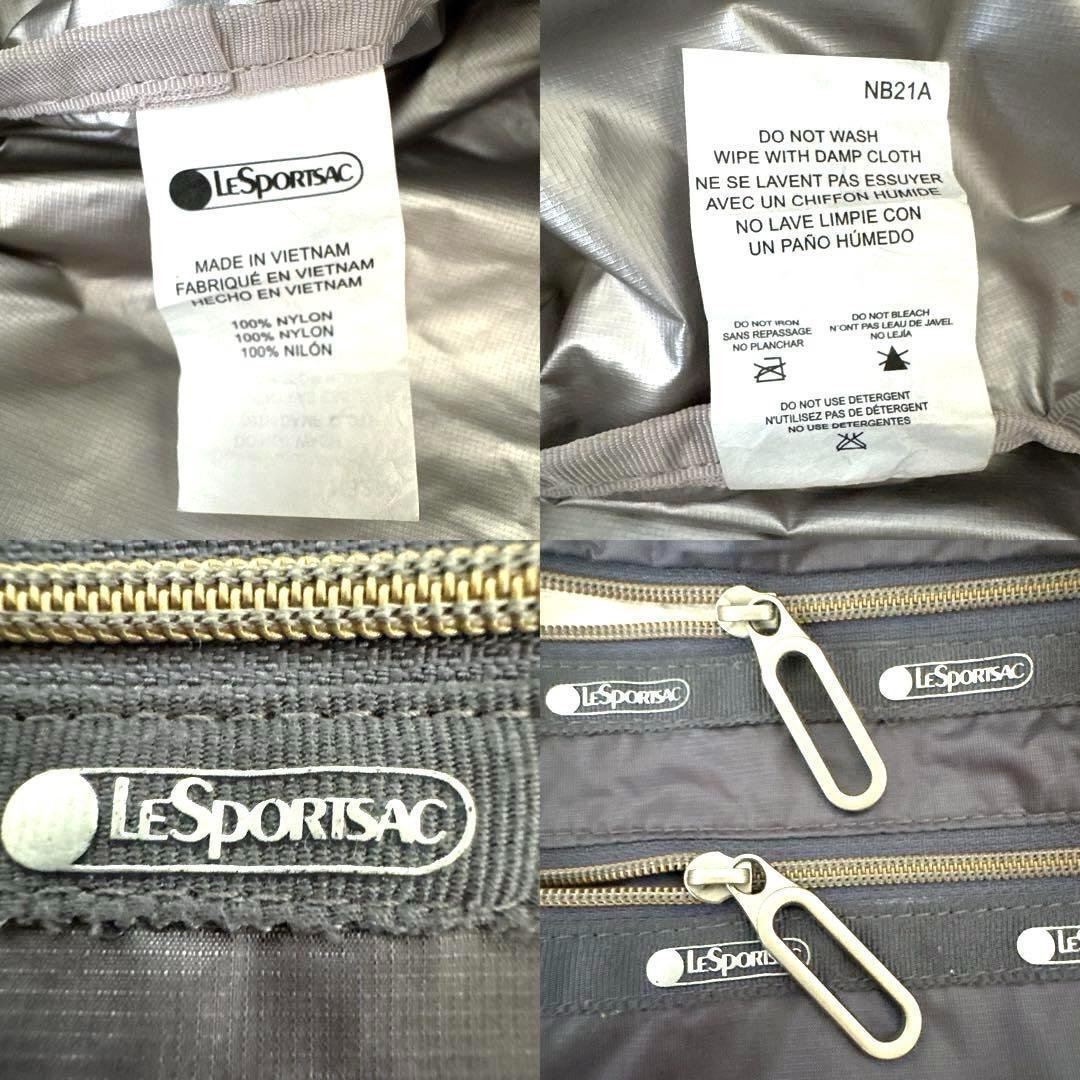 LESPORTSAC
MADE IN VIETNAM
FABRIQUÉ EN VIETNAM
HECHO EN VIETNAM
100% NYLON
100% NYLON
100% NILÓN
NB21A
DO NOT WASH
WIPE WITH DAMP CLOTH
NE SE LAVENT PAS ESSUYER
AVEC UN CHIFFON HUMIDE
NO LAVE LIMPIE CON
UN PAÑO HÚMEDO
DO NOT IRON
SANS REPASSAGE
NO PLANCHAR
DO NOT BLEACH
N'ONT PAS LEAU DE JAVEL
NO LEJÍA
DO NOT USE DETERGENT
N'UTILISEZ PAS DE DÉTERGENT
NO USE DETERGENTES
LESPORTSAC
LESPORTSAC
LESPORTSAC
LESPORTSAC
LES